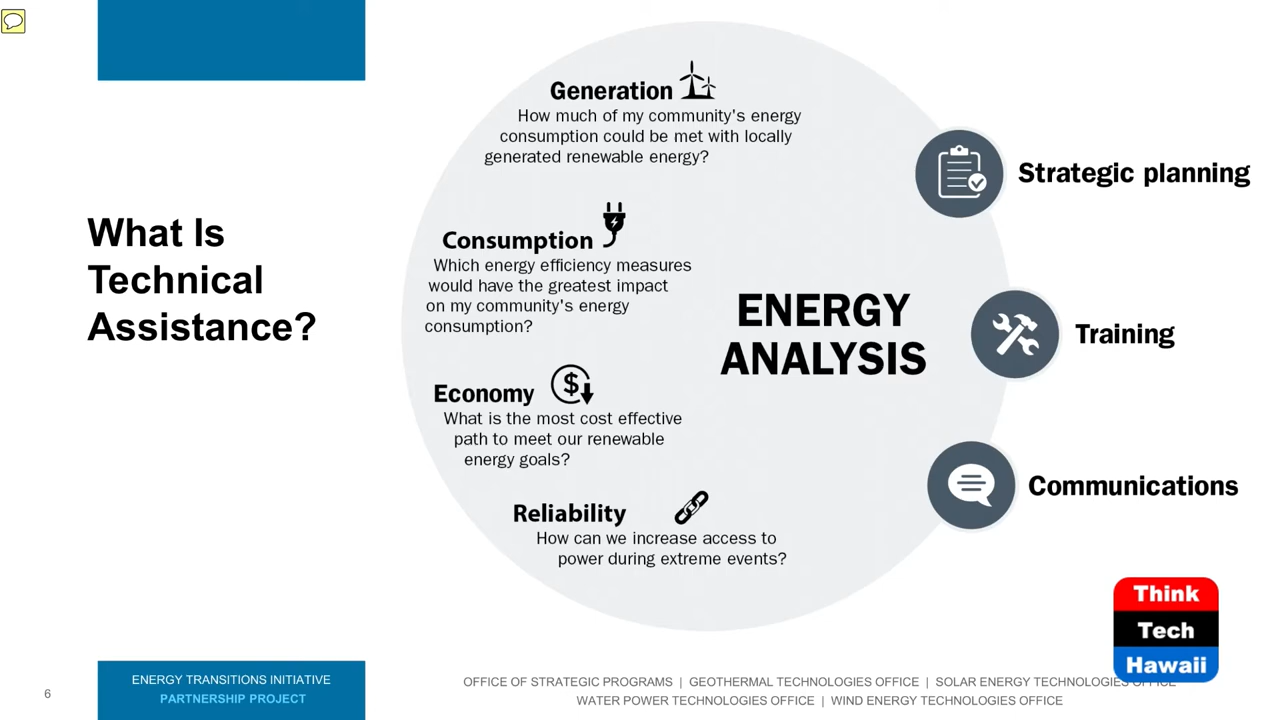 What Is
Technical
Assistance?
Generation
How much of my community's energy
consumption could be met with locally
generated renewable energy?
Consumption
Which energy efficiency measures
would have the greatest impact
on my community's energy
consumption?
Economy
$
What is the most cost effective
path to meet our renewable
energy goals?
Reliability
How can we increase access to
power during extreme events?
ENERGY
ANALYSIS
Strategic planning
Training
Communications
Think
Tech
Hawaii
6
ENERGY TRANSITIONS INITIATIVE
PARTNERSHIP PROJECT
OFFICE OF STRATEGIC PROGRAMS | GEOTHERMAL TECHNOLOGIES OFFICE | SOLAR ENERGY TECHNOLOGIES OFFICE
WATER POWER TECHNOLOGIES OFFICE | WIND ENERGY TECHNOLOGIES OFFICE